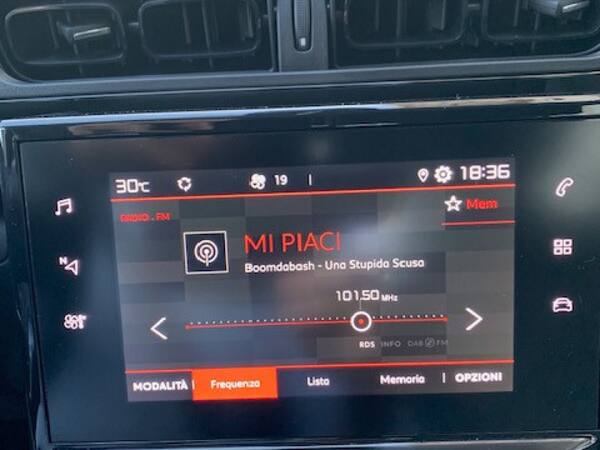 30°C 19 18:36
RADIO . FM Mem
MI PIACI
Boomdabash - Una Stupida Scusa
101.50 MHz
RDS INFO DAB FM
MODALITÀ Frequenza Lista Memoria OPZIONI
N